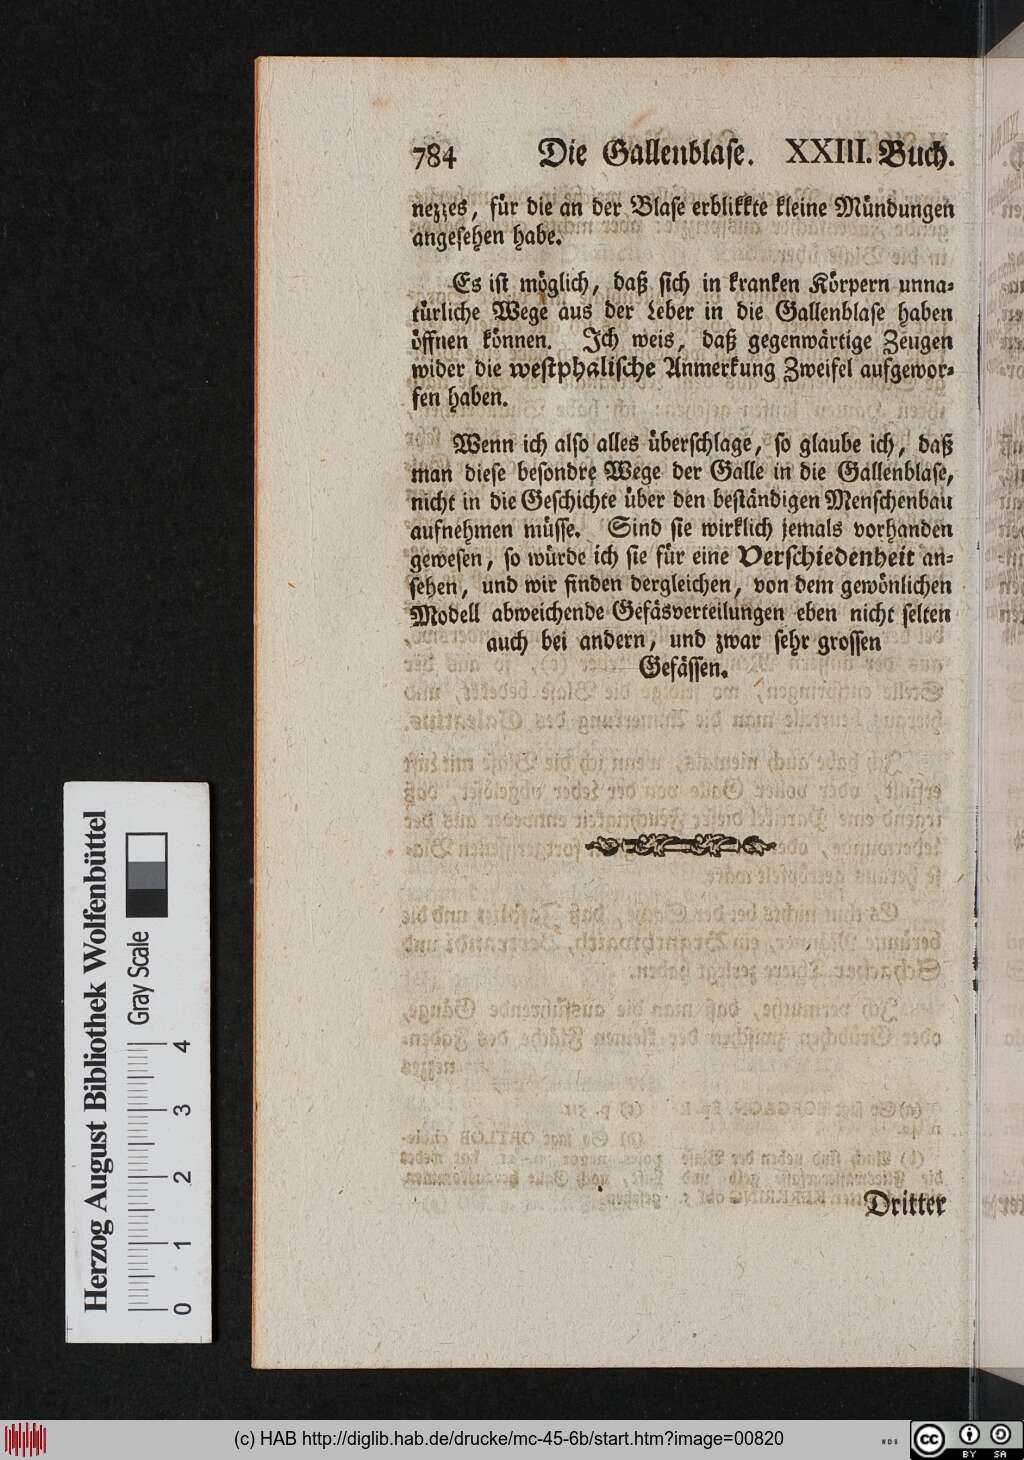 784 Die Gallenblaſe. XXIII. Buch.
nezzes, für die an der Blaſe erblikkte kleine Mündungen
angeſehen habe.
Es iſt möglich, daß ſich in kranken Körpern unna⸗
türliche Wege aus der Leber in die Gallenblaſe haben
öffnen können. Ich weis, daß gegenwärtige Zeugen
wider die weſtphaliſche Anmerkung Zweifel aufgewor⸗
fen haben.
Wenn ich alſo alles überſchlage, ſo glaube ich, daß
man dieſe beſondre Wege der Galle in die Gallenblaſe,
nicht in die Geſchichte über den beſtändigen Menſchenbau
aufnehmen müſſe. Sind ſie wirklich jemals vorhanden
geweſen, ſo würde ich ſie für eine Verſchiedenheit an⸗
ſehen, und wir finden dergleichen, von dem gewönlichen
Modell abweichende Gefäsverteilungen eben nicht ſelten
auch bei andern, und zwar ſehr groſſen
Gefäſſen.
Dritter
Herzog August Bibliothek Wolfenbüttel
Gray Scale
0 1 2 3 4
(c) HAB http://diglib.hab.de/drucke/mc-45-6b/start.htm?image=00820
WDB
cc BY SA